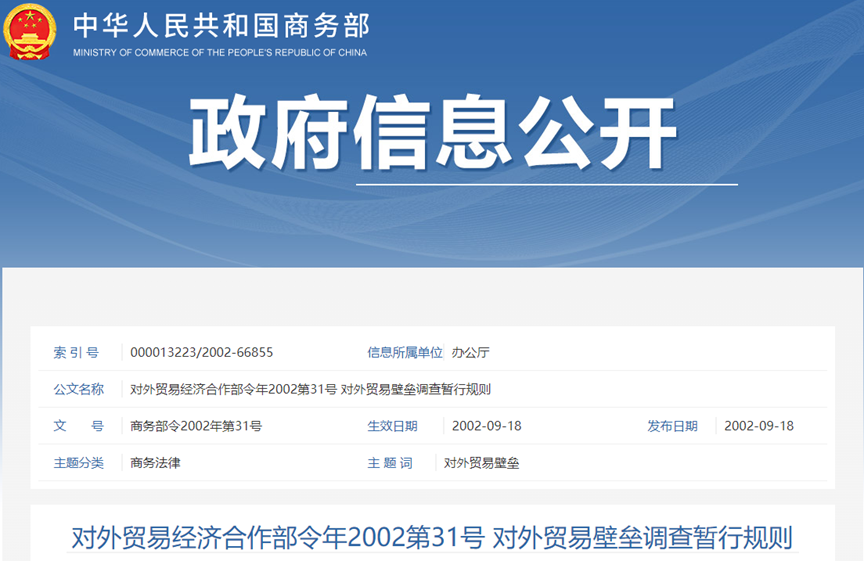 中华人民共和国商务部
MINISTRY OF COMMERCE OF THE PEOPLE'S REPUBLIC OF CHINA
政府信息公开
索引号 000013223/2002-66855 信息所属单位 办公厅
公文名称 对外贸易经济合作部令年2002第31号 对外贸易壁垒调查暂行规则
文 号 商务部令2002年第31号 生效日期 2002-09-18 发布日期 2002-09-18
主题分类 商务法律 主题词 对外贸易壁垒
对外贸易经济合作部令年2002第31号 对外贸易壁垒调查暂行规则